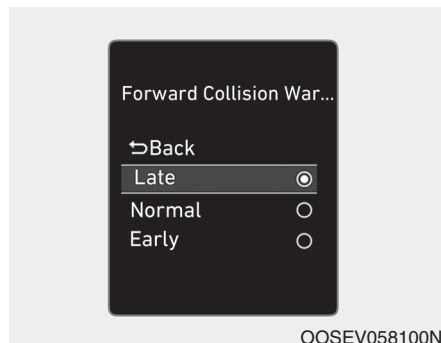 Forward Collision War...
Back
Late
Normal
Early
OOSEV058100N